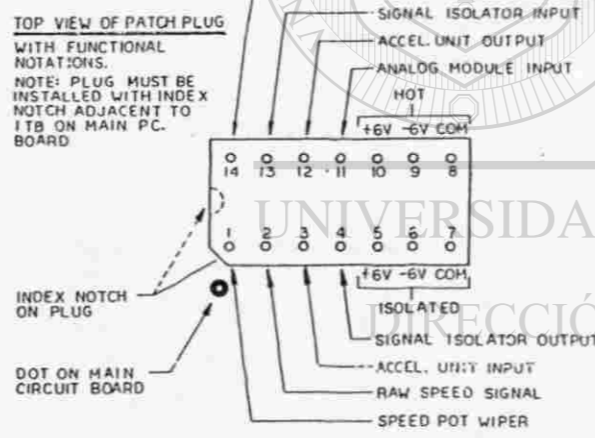 TOP VIEW OF PATCH PLUG
WITH FUNCTIONAL
NOTATIONS.
NOTE: PLUG MUST BE
INSTALLED WITH INDEX
NOTCH ADJACENT TO
1TB ON MAIN PC.
BOARD
SIGNAL ISOLATOR INPUT
ACCEL. UNIT OUTPUT
ANALOG MODULE INPUT
HOT
+6V -6V COM
14 13 12 11 10 9 8
1 2 3 4 5 6 7
+6V -6V COM
ISOLATED
INDEX NOTCH
ON PLUG
DOT ON MAIN
CIRCUIT BOARD
SIGNAL ISOLATOR OUTPUT
ACCEL. UNIT INPUT
RAW SPEED SIGNAL
SPEED POT WIPER
UNIVERSIDA
DIRECCIÓ